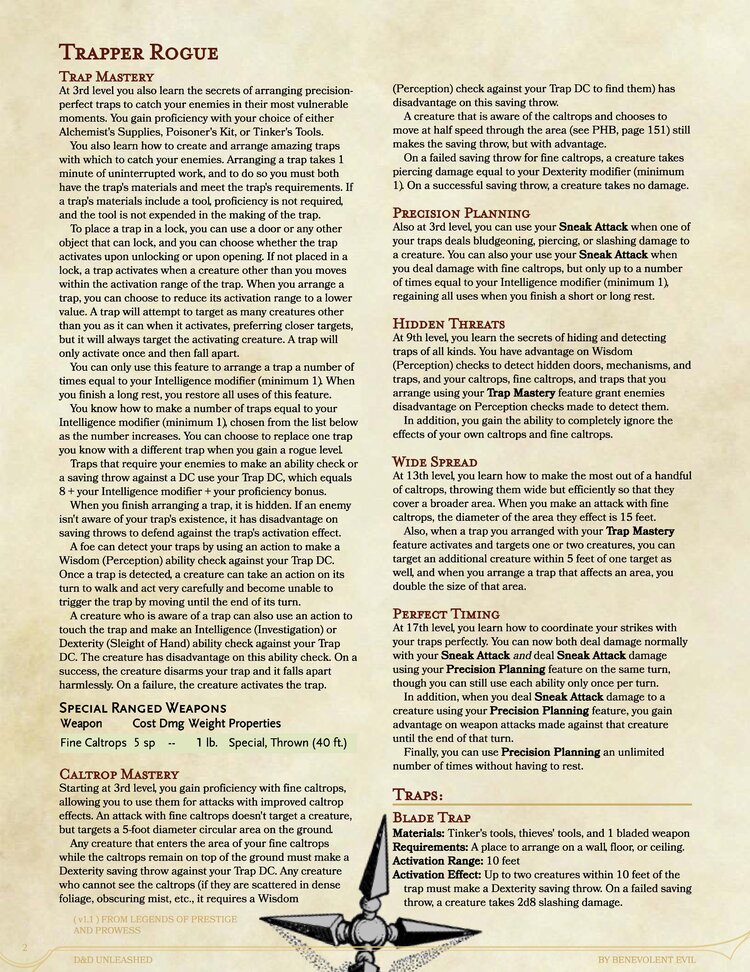 Trapper Rogue
Trap Mastery
At 3rd level you also learn the secrets of arranging precision-
perfect traps to catch your enemies in their most vulnerable
moments. You gain proficiency with your choice of either
Alchemist's Supplies, Poisoner's Kit, or Tinker's Tools.
You also learn how to create and arrange amazing traps
with which to catch your enemies. Arranging a trap takes 1
minute of uninterrupted work, and to do so you must both
have the trap's materials and meet the trap's requirements. If
a trap's materials include a tool, proficiency is not required,
and the tool is not expended in the making of the trap.
To place a trap in a lock, you can use a door or any other
object that can lock, and you can choose whether the trap
activates upon unlocking or upon opening. If not placed in a
lock, a trap activates when a creature other than you moves
within the activation range of the trap. When you arrange a
trap, you can choose to reduce its activation range to a lower
value. A trap will attempt to target as many creatures other
than you as it can when it activates, preferring closer targets,
but it will always target the activating creature. A trap will
only activate once and then fall apart.
You can only use this feature to arrange a trap a number of
times equal to your Intelligence modifier (minimum 1). When
you finish a long rest, you restore all uses of this feature.
You know how to make a number of traps equal to your
Intelligence modifier (minimum 1), chosen from the list below
as the number increases. You can choose to replace one trap
you know with a different trap when you gain a rogue level.
Traps that require your enemies to make an ability check or
a saving throw against a DC use your Trap DC, which equals
8 + your Intelligence modifier + your proficiency bonus.
When you finish arranging a trap, it is hidden. If an enemy
isn't aware of your trap's existence, it has disadvantage on
saving throws to defend against the trap's activation effect.
A foe can detect your traps by using an action to make a
Wisdom (Perception) ability check against your Trap DC.
Once a trap is detected, a creature can take an action on its
turn to walk and act very carefully and become unable to
trigger the trap by moving until the end of its turn.
A creature who is aware of a trap can also use an action to
touch the trap and make an Intelligence (Investigation) or
Dexterity (Sleight of Hand) ability check against your Trap
DC. The creature has disadvantage on this ability check. On a
success, the creature disarms your trap and it falls apart
harmlessly. On a failure, the creature activates the trap.
Special Ranged Weapons
Weapon Cost Dmg Weight Properties
Fine Caltrops 5 sp -- 1 lb. Special, Thrown (40 ft.)
Caltrop Mastery
Starting at 3rd level, you gain proficiency with fine caltrops,
allowing you to use them for attacks with improved caltrop
effects. An attack with fine caltrops doesn't target a creature,
but targets a 5-foot diameter circular area on the ground.
Any creature that enters the area of your fine caltrops
while the caltrops remain on top of the ground must make a
Dexterity saving throw against your Trap DC. Any creature
who cannot see the caltrops (if they are scattered in dense
foliage, obscuring mist, etc., it requires a Wisdom
(Perception) check against your Trap DC to find them) has
disadvantage on this saving throw.
A creature that is aware of the caltrops and chooses to
move at half speed through the area (see PHB, page 151) still
makes the saving throw, but with advantage.
On a failed saving throw for fine caltrops, a creature takes
piercing damage equal to your Dexterity modifier (minimum
1). On a successful saving throw, a creature takes no damage.
Precision Planning
Also at 3rd level, you can use your Sneak Attack when one of
your traps deals bludgeoning, piercing, or slashing damage to
a creature. You can also your use your Sneak Attack when
you deal damage with fine caltrops, but only up to a number
of times equal to your Intelligence modifier (minimum 1),
regaining all uses when you finish a short or long rest.
Hidden Threats
At 9th level, you learn the secrets of hiding and detecting
traps of all kinds. You have advantage on Wisdom
(Perception) checks to detect hidden doors, mechanisms, and
traps, and your caltrops, fine caltrops, and traps that you
arrange using your Trap Mastery feature grant enemies
disadvantage on Perception checks made to detect them.
In addition, you gain the ability to completely ignore the
effects of your own caltrops and fine caltrops.
Wide Spread
At 13th level, you learn how to make the most out of a handful
of caltrops, throwing them wide but efficiently so that they
cover a broader area. When you make an attack with fine
caltrops, the diameter of the area they effect is 15 feet.
Also, when a trap you arranged with your Trap Mastery
feature activates and targets one or two creatures, you can
target an additional creature within 5 feet of one target as
well, and when you arrange a trap that affects an area, you
double the size of that area.
Perfect Timing
At 17th level, you learn how to coordinate your strikes with
your traps perfectly. You can now both deal damage normally
with your Sneak Attack and deal Sneak Attack damage
using your Precision Planning feature on the same turn,
though you can still use each ability only once per turn.
In addition, when you deal Sneak Attack damage to a
creature using your Precision Planning feature, you gain
advantage on weapon attacks made against that creature
until the end of that turn.
Finally, you can use Precision Planning an unlimited
number of times without having to rest.
Traps:
Blade Trap
Materials: Tinker's tools, thieves' tools, and 1 bladed weapon
Requirements: A place to arrange on a wall, floor, or ceiling.
Activation Range: 10 feet
Activation Effect: Up to two creatures within 10 feet of the
trap must make a Dexterity saving throw. On a failed saving
throw, a creature takes 2d8 slashing damage.
( v1.1 ) FROM LEGENDS OF PRESTIGE
AND PROWESS
2
D&D UNLEASHED
BY BENEVOLENT EVIL